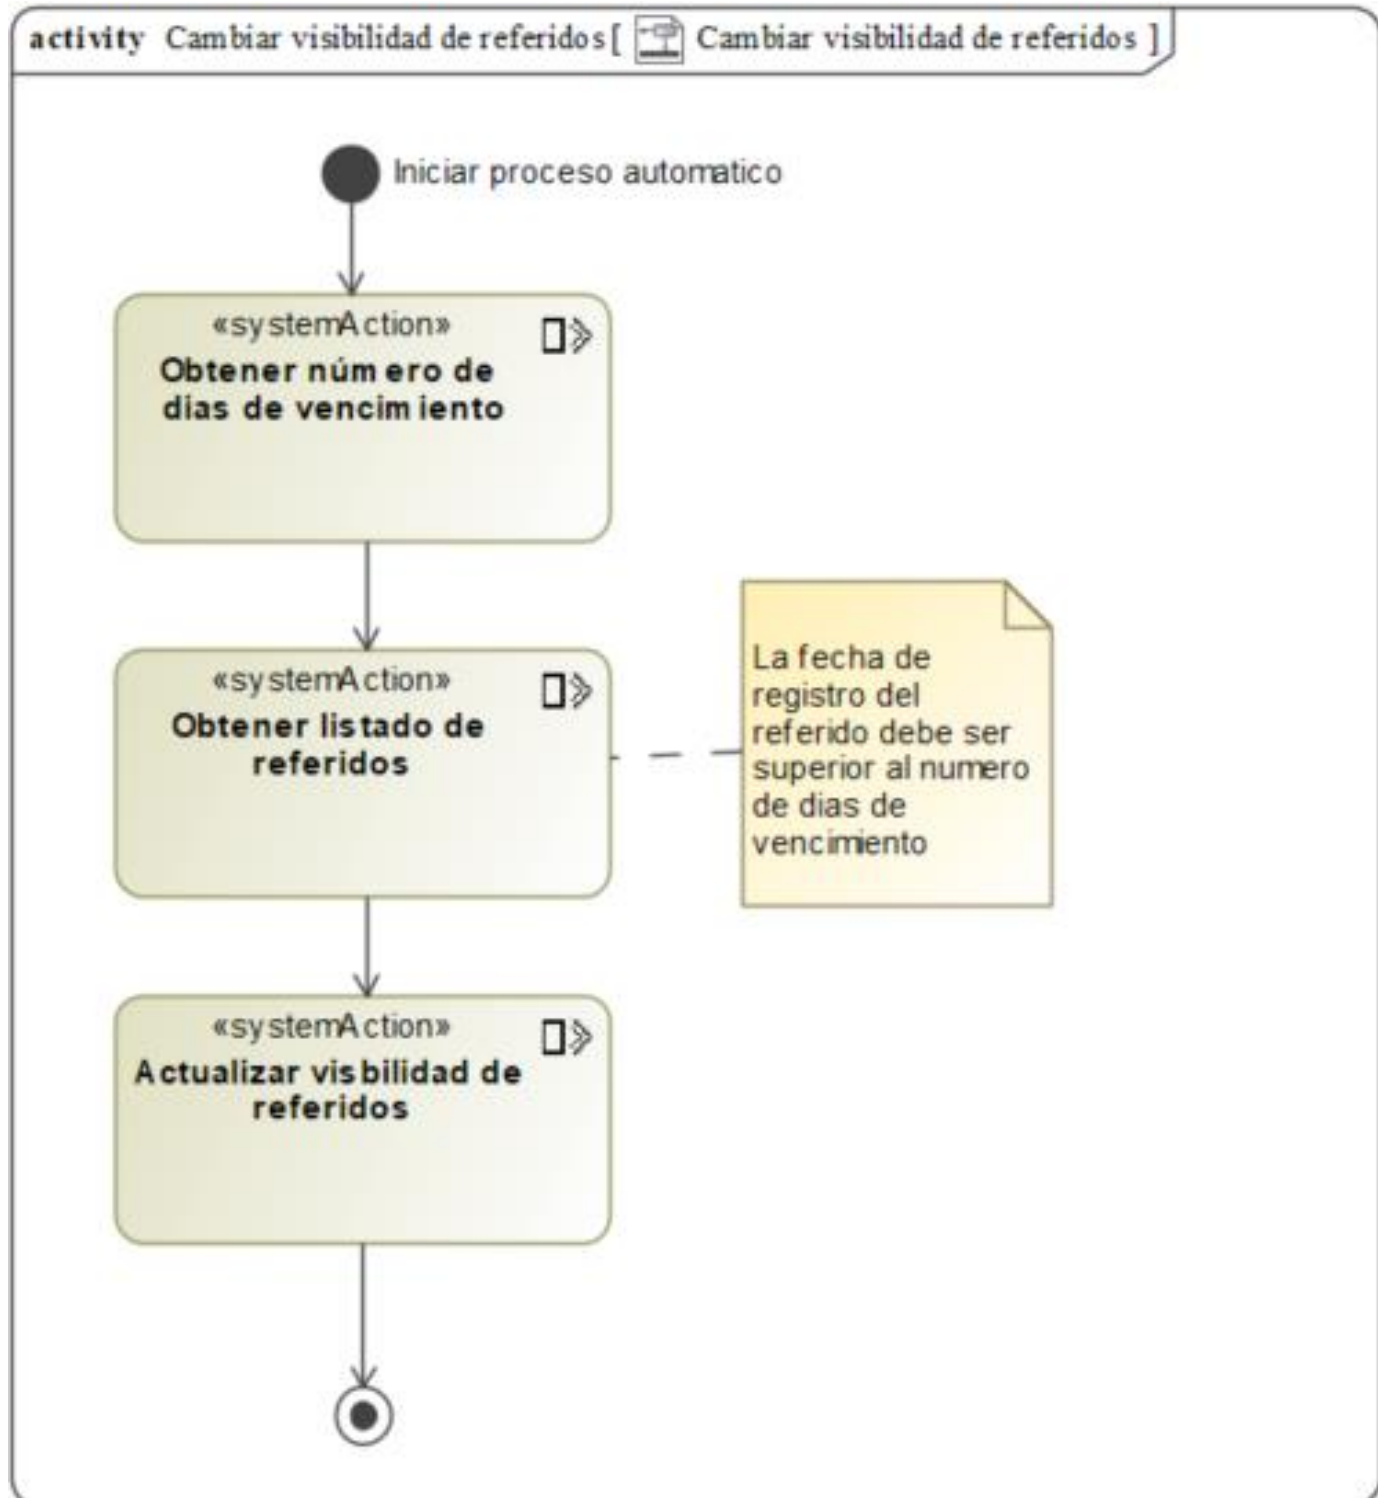 activity Cambiar visibilidad de referidos [ Cambiar visibilidad de referidos ]
Iniciar proceso automatico
«systemAction»
Obtener número de
dias de vencimiento
«systemAction»
Obtener listado de
referidos
La fecha de
registro del
referido debe ser
superior al numero
de dias de
vencimiento
«systemAction»
Actualizar visbilidad de
referidos